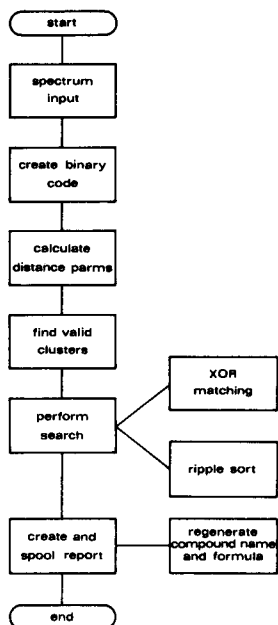 start
spectrum
input
create binary
code
calculate
distance parms
find valid
clusters
XOR
matching
perform
search
ripple sort
create and
spool report
regenerate
compound name
and formula
end